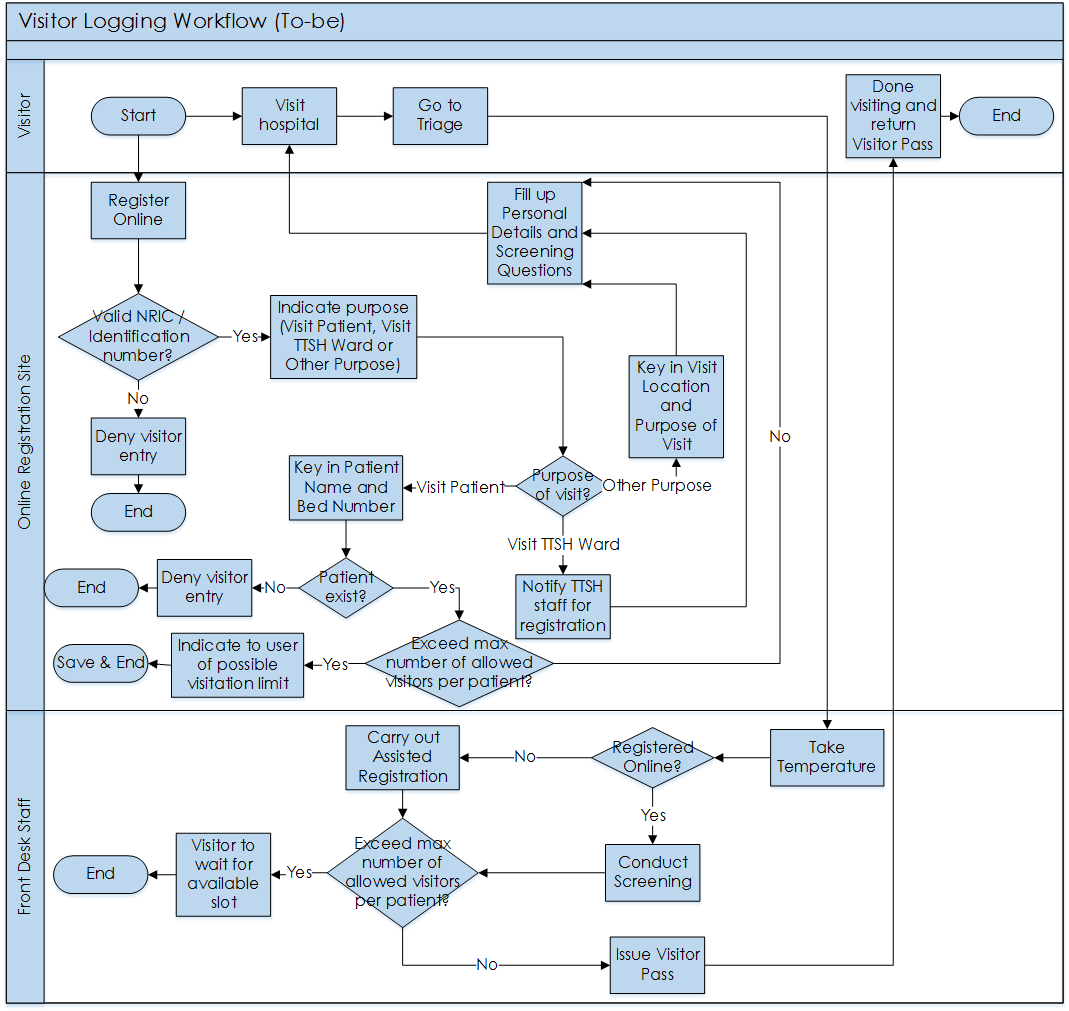 Visitor Logging Workflow (To-be)
Visitor
Start
Visit
hospital
Go to
Triage
Done
visiting and
return
Visitor Pass
End
Online Registration Site
Register
Online
Fill up
Personal
Details and
Screening
Questions
Valid NRIC /
Identification
number?
Yes
Indicate purpose
(Visit Patient, Visit
TTSH Ward or
Other Purpose)
No
Deny visitor
entry
End
Key in Visit
Location
and
Purpose of
Visit
No
Key in Patient
Name and
Bed Number
Visit Patient
Purpose
of visit?
Other Purpose
Visit TTSH Ward
End
Deny visitor
entry
No
Patient
exist?
Yes
Notify TTSH
staff for
registration
Save & End
Indicate to user
of possible
visitation limit
Yes
Exceed max
number of allowed
visitors per patient?
Front Desk Staff
Carry out
Assisted
Registration
No
Registered
Online?
Take
Temperature
Yes
End
Visitor to
wait for
available
slot
Yes
Exceed max
number of
allowed visitors
per patient?
Conduct
Screening
No
Issue Visitor
Pass